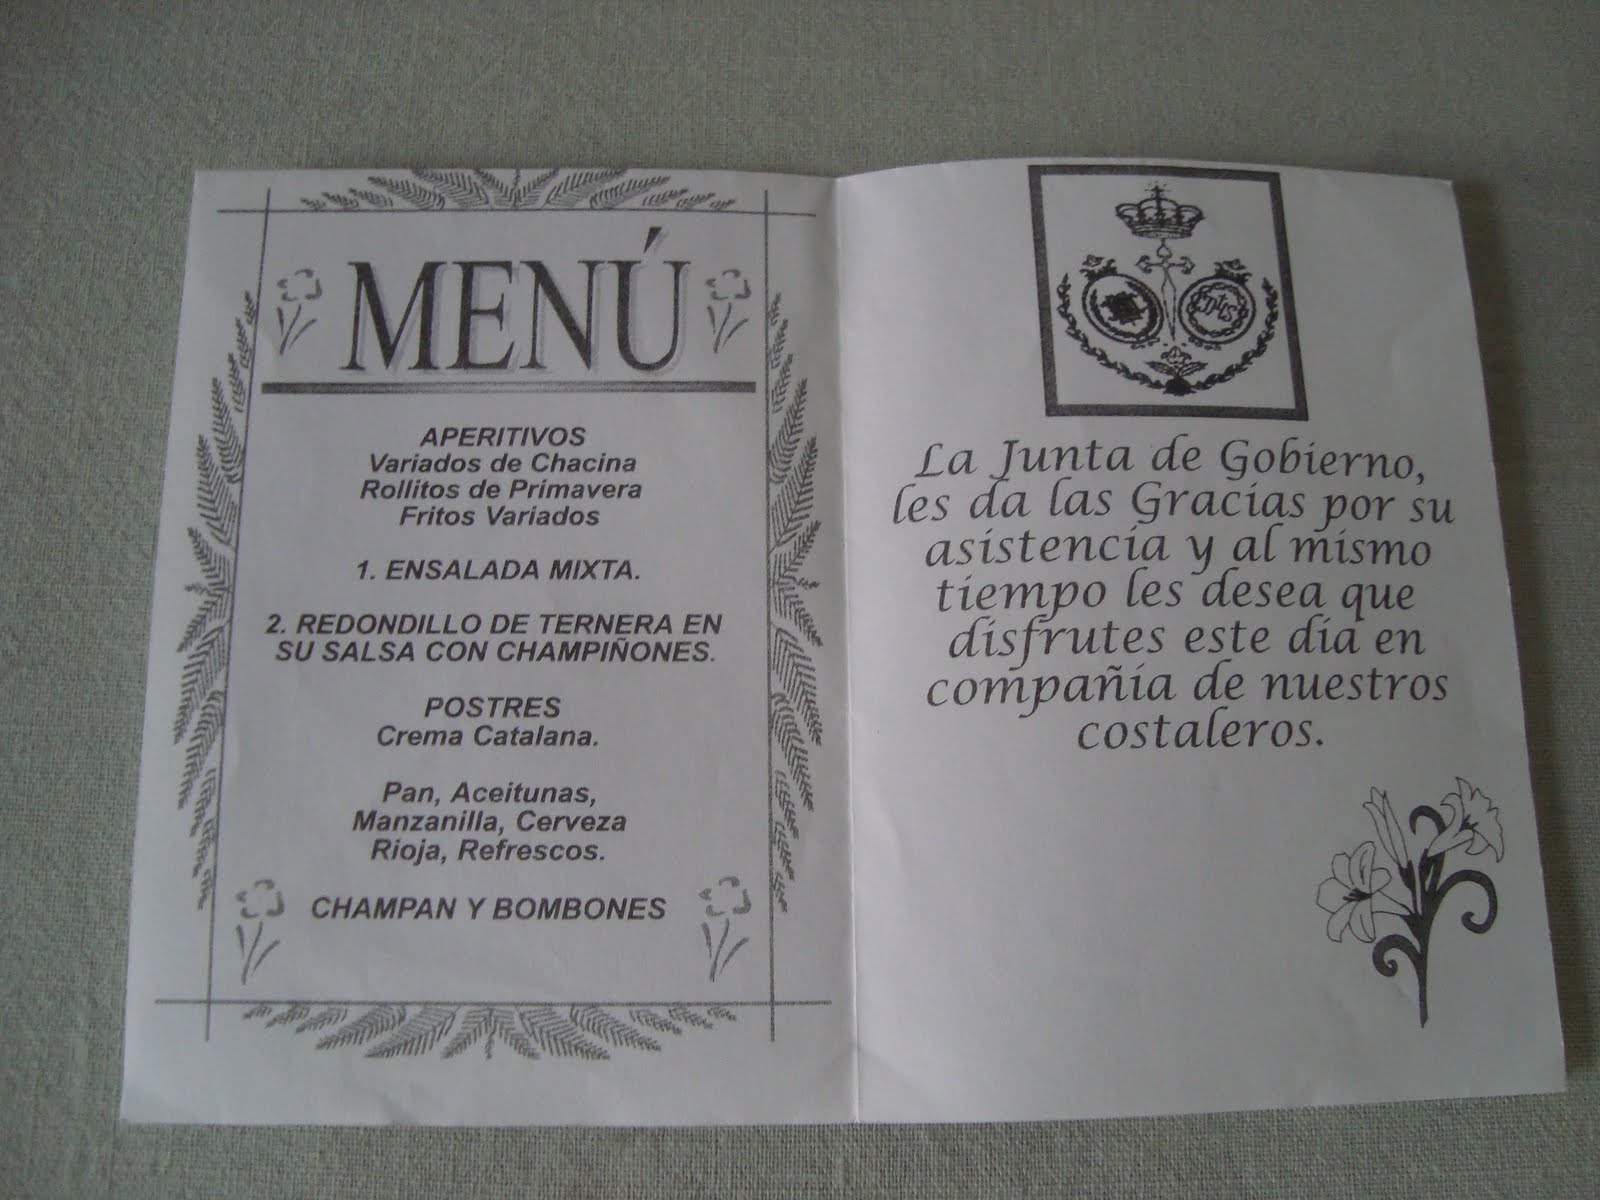 MENÚ
APERITIVOS
Variados de Chacina
Rollitos de Primavera
Fritos Variados
1. ENSALADA MIXTA.
2. REDONDILLO DE TERNERA EN
SU SALSA CON CHAMPIÑONES.
POSTRES
Crema Catalana.
Pan, Aceitunas,
Manzanilla, Cerveza
Rioja, Refrescos.
CHAMPAN Y BOMBONES
La Junta de Gobierno,
les da las Gracias por su
asistencia y al mismo
tiempo les desea que
disfrutes este día en
compañía de nuestros
costaleros.